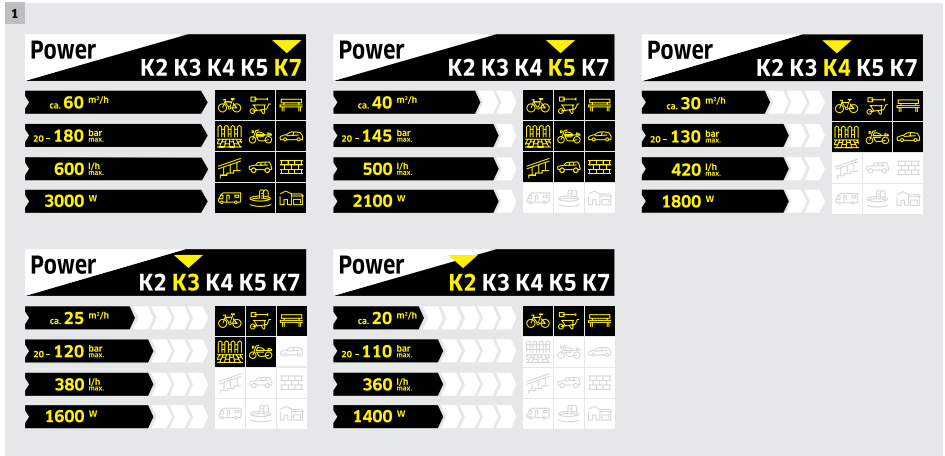 1
Power
K2 K3 K4 K5 K7
ca. 60 m²/h
20 – 180 bar max.
600 l/h max.
3000 W
Power
K2 K3 K4 K5 K7
ca. 40 m²/h
20 – 145 bar max.
500 l/h max.
2100 W
Power
K2 K3 K4 K5 K7
ca. 30 m²/h
20 – 130 bar max.
420 l/h max.
1800 W
Power
K2 K3 K4 K5 K7
ca. 25 m²/h
20 – 120 bar max.
380 l/h max.
1600 W
Power
K2 K3 K4 K5 K7
ca. 20 m²/h
20 – 110 bar max.
360 l/h max.
1400 W